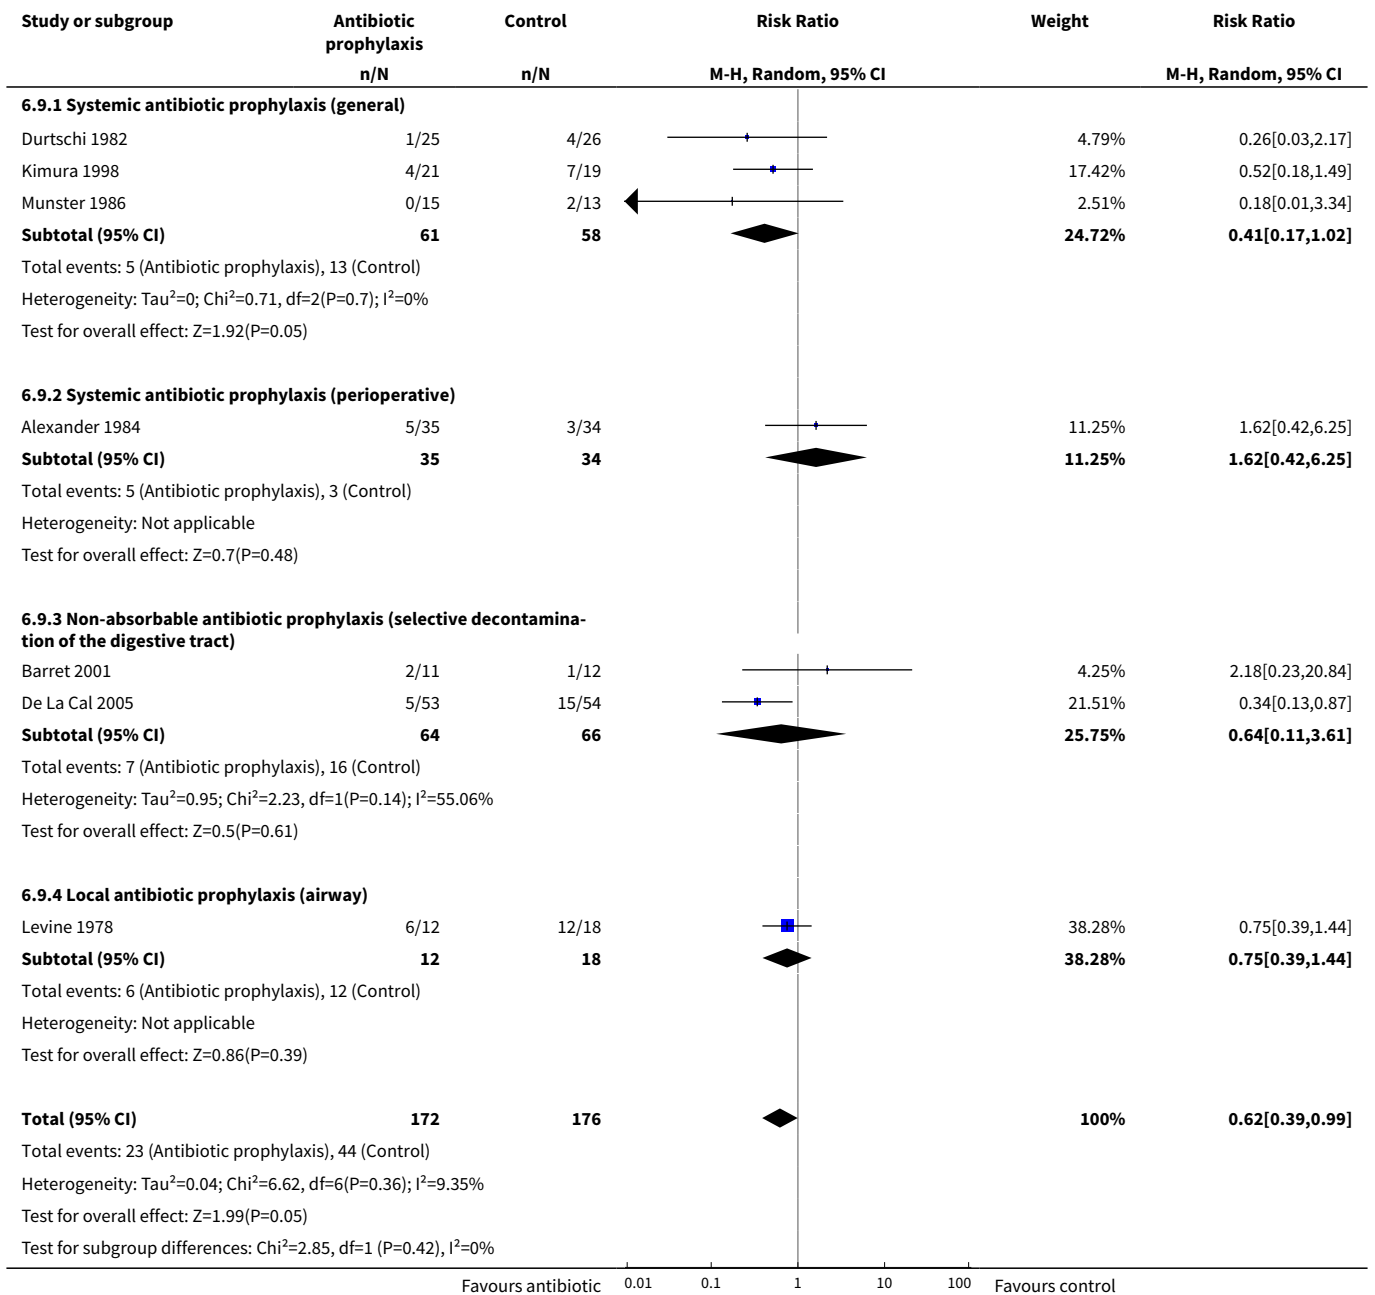 Study or subgroup Antibiotic prophylaxis Control Risk Ratio Weight Risk Ratio
n/N n/N M-H, Random, 95% CI M-H, Random, 95% CI
6.9.1 Systemic antibiotic prophylaxis (general)
Durtschi 1982 1/25 4/26 4.79% 0.26[0.03,2.17]
Kimura 1998 4/21 7/19 17.42% 0.52[0.18,1.49]
Munster 1986 0/15 2/13 2.51% 0.18[0.01,3.34]
Subtotal (95% CI) 61 58 24.72% 0.41[0.17,1.02]
Total events: 5 (Antibiotic prophylaxis), 13 (Control)
Heterogeneity: Tau²=0; Chi²=0.71, df=2(P=0.7); I²=0%
Test for overall effect: Z=1.92(P=0.05)
6.9.2 Systemic antibiotic prophylaxis (perioperative)
Alexander 1984 5/35 3/34 11.25% 1.62[0.42,6.25]
Subtotal (95% CI) 35 34 11.25% 1.62[0.42,6.25]
Total events: 5 (Antibiotic prophylaxis), 3 (Control)
Heterogeneity: Not applicable
Test for overall effect: Z=0.7(P=0.48)
6.9.3 Non-absorbable antibiotic prophylaxis (selective decontamina-
tion of the digestive tract)
Barret 2001 2/11 1/12 4.25% 2.18[0.23,20.84]
De La Cal 2005 5/53 15/54 21.51% 0.34[0.13,0.87]
Subtotal (95% CI) 64 66 25.75% 0.64[0.11,3.61]
Total events: 7 (Antibiotic prophylaxis), 16 (Control)
Heterogeneity: Tau²=0.95; Chi²=2.23, df=1(P=0.14); I²=55.06%
Test for overall effect: Z=0.5(P=0.61)
6.9.4 Local antibiotic prophylaxis (airway)
Levine 1978 6/12 12/18 38.28% 0.75[0.39,1.44]
Subtotal (95% CI) 12 18 38.28% 0.75[0.39,1.44]
Total events: 6 (Antibiotic prophylaxis), 12 (Control)
Heterogeneity: Not applicable
Test for overall effect: Z=0.86(P=0.39)
Total (95% CI) 172 176 100% 0.62[0.39,0.99]
Total events: 23 (Antibiotic prophylaxis), 44 (Control)
Heterogeneity: Tau²=0.04; Chi²=6.62, df=6(P=0.36); I²=9.35%
Test for overall effect: Z=1.99(P=0.05)
Test for subgroup differences: Chi²=2.85, df=1 (P=0.42), I²=0%
Favours antibiotic 0.01 0.1 1 10 100 Favours control